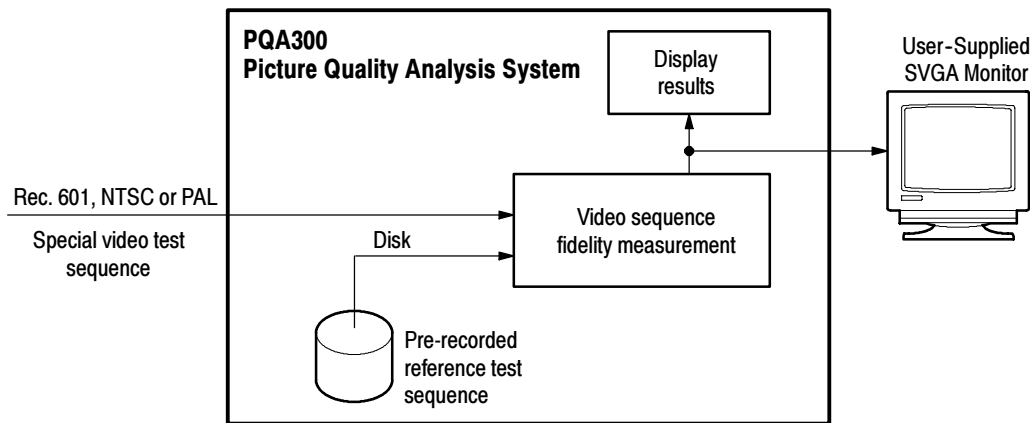 PQA300
Picture Quality Analysis System
Display
results
User-Supplied
SVGA Monitor
Rec. 601, NTSC or PAL
Special video test
sequence
Disk
Video sequence
fidelity measurement
Pre-recorded
reference test
sequence